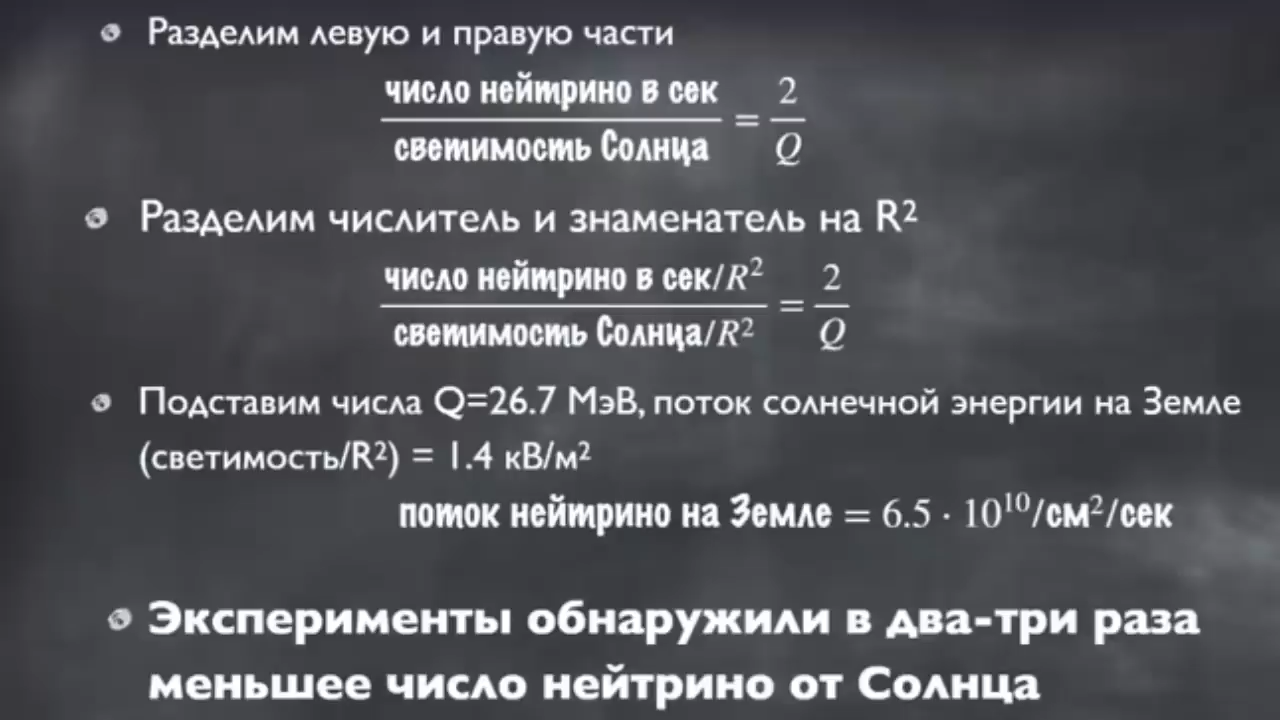 Разделим левую и правую части
число нейтрино в сек
светимость Солнца
= 2
Q
Разделим числитель и знаменатель на R²
число нейтрино в сек/R²
светимость Солнца/R²
= 2
Q
Подставим числа Q=26.7 МэВ, поток солнечной энергии на Земле
(светимость/R²) = 1.4 кВ/м²
поток нейтрино на Земле = 6.5 · 10¹⁰/см²/сек
Эксперименты обнаружили в два-три раза
меньшее число нейтрино от Солнца